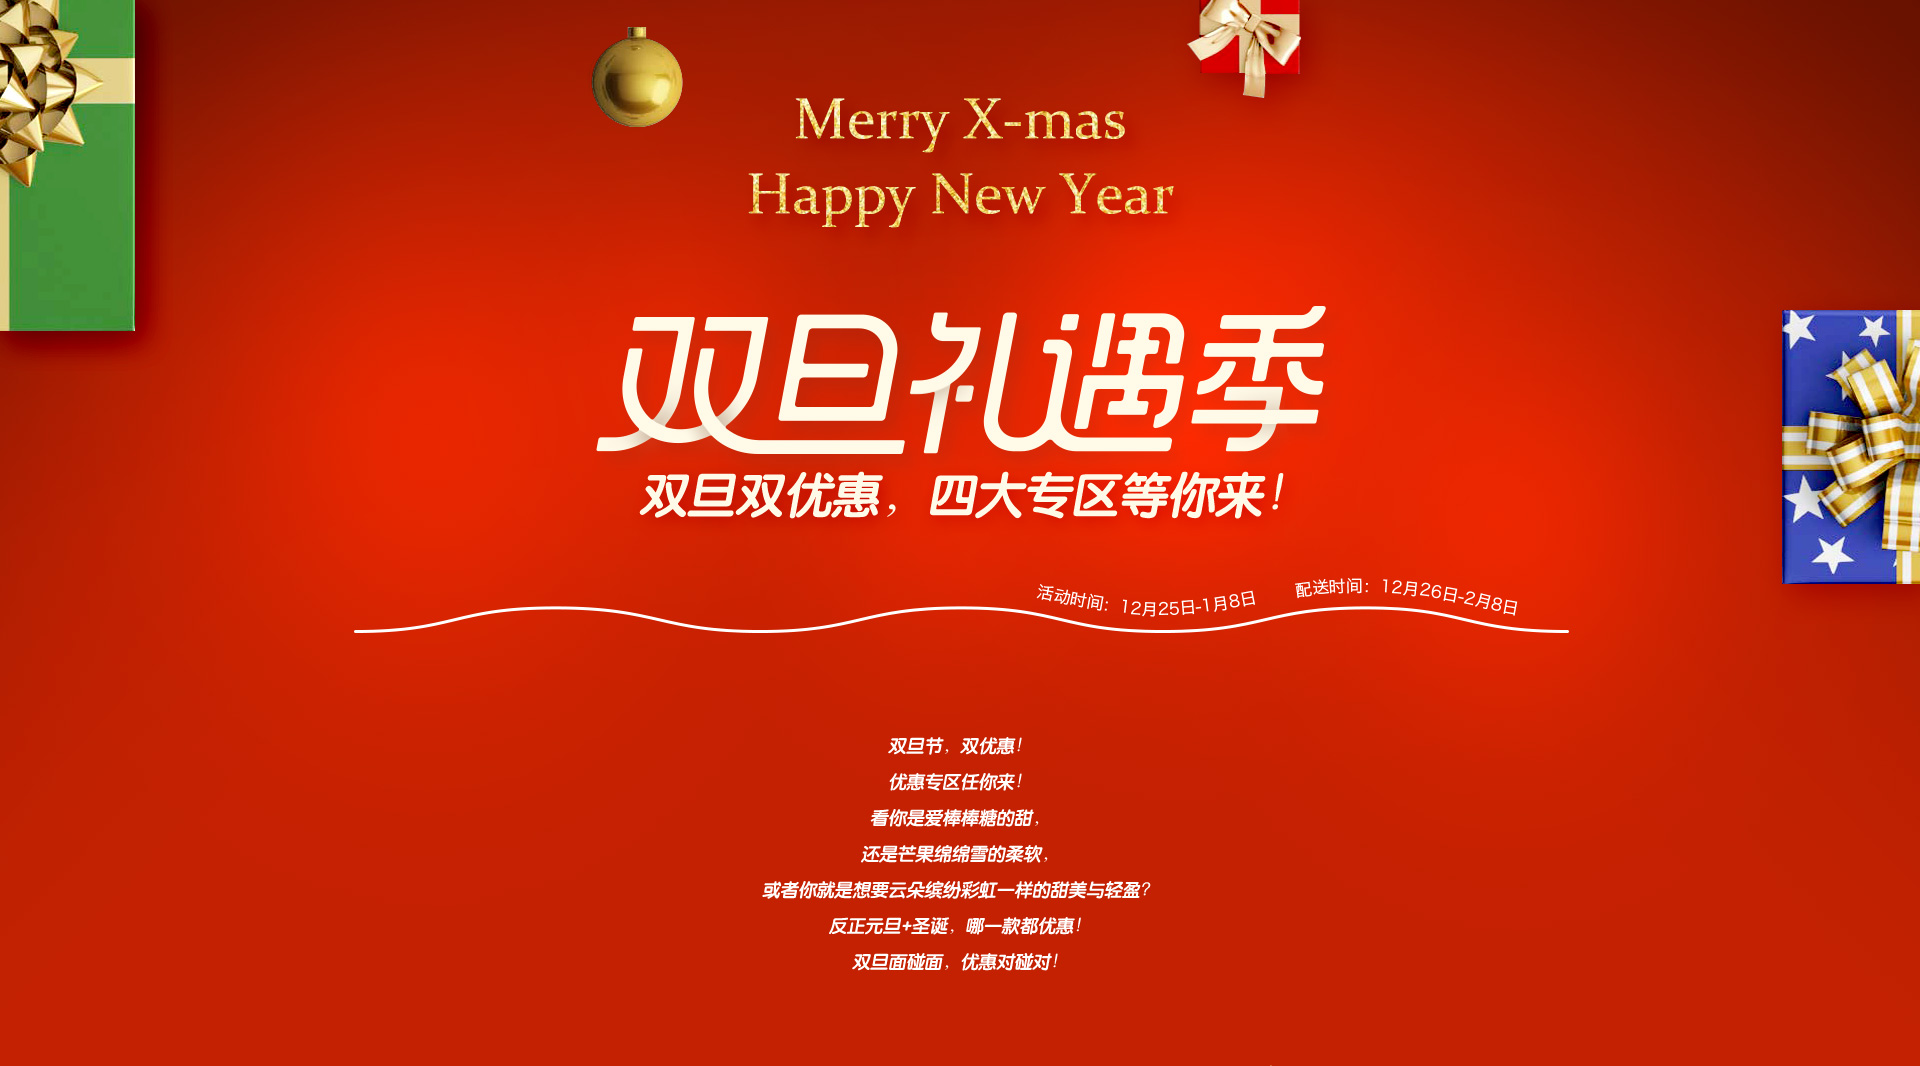 Merry X-mas
Happy New Year
双旦礼遇季
双旦双优惠，四大专区等你来！
活动时间：12月25日-1月8日
配送时间：12月26日-2月8日
双旦节，双优惠！
优惠专区任你来！
看你是爱棒棒糖的甜，
还是芒果绵绵雪的柔软，
或者你就是想要云朵缤纷彩虹一样的甜美与轻盈？
反正元旦+圣诞，哪一款都优惠！
双旦面碰面，优惠对碰对！